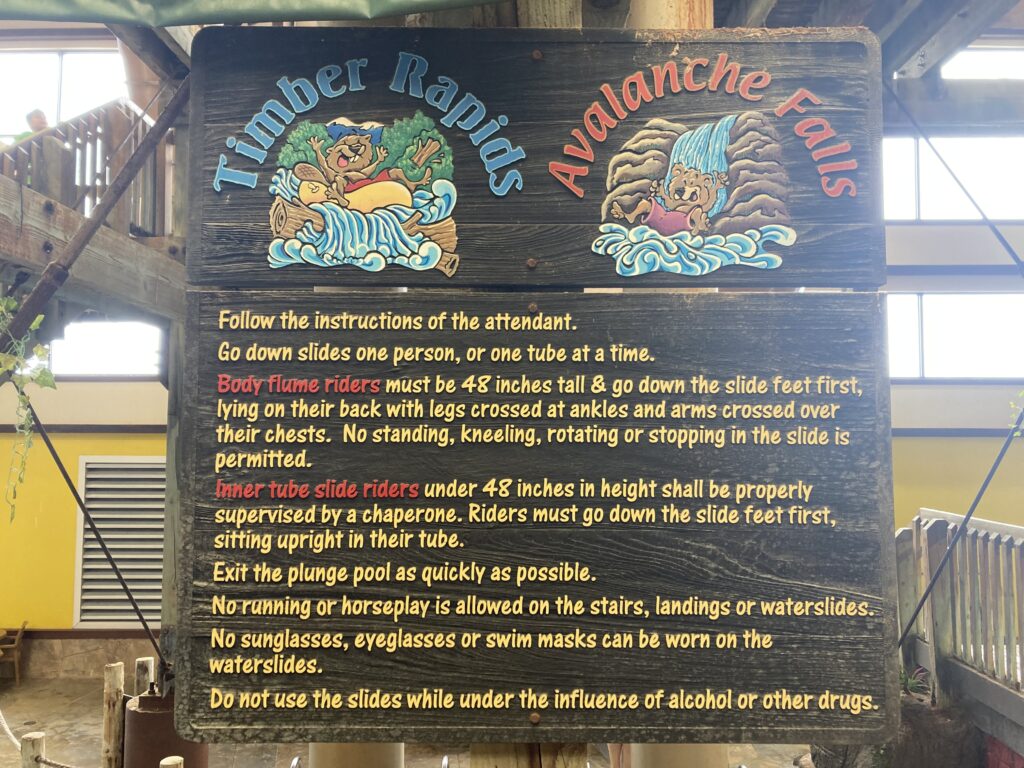 Timber Rapids
Avalanche Falls
Follow the instructions of the attendant.
Go down slides one person, or one tube at a time.
Body flume riders must be 48 inches tall & go down the slide feet first,
lying on their back with legs crossed at ankles and arms crossed over
their chests. No standing, kneeling, rotating or stopping in the slide is
permitted.
Inner tube slide riders under 48 inches in height shall be properly
supervised by a chaperone. Riders must go down the slide feet first,
sitting upright in their tube.
Exit the plunge pool as quickly as possible.
No running or horseplay is allowed on the stairs, landings or waterslides.
No sunglasses, eyeglasses or swim masks can be worn on the
waterslides.
Do not use the slides while under the influence of alcohol or other drugs.